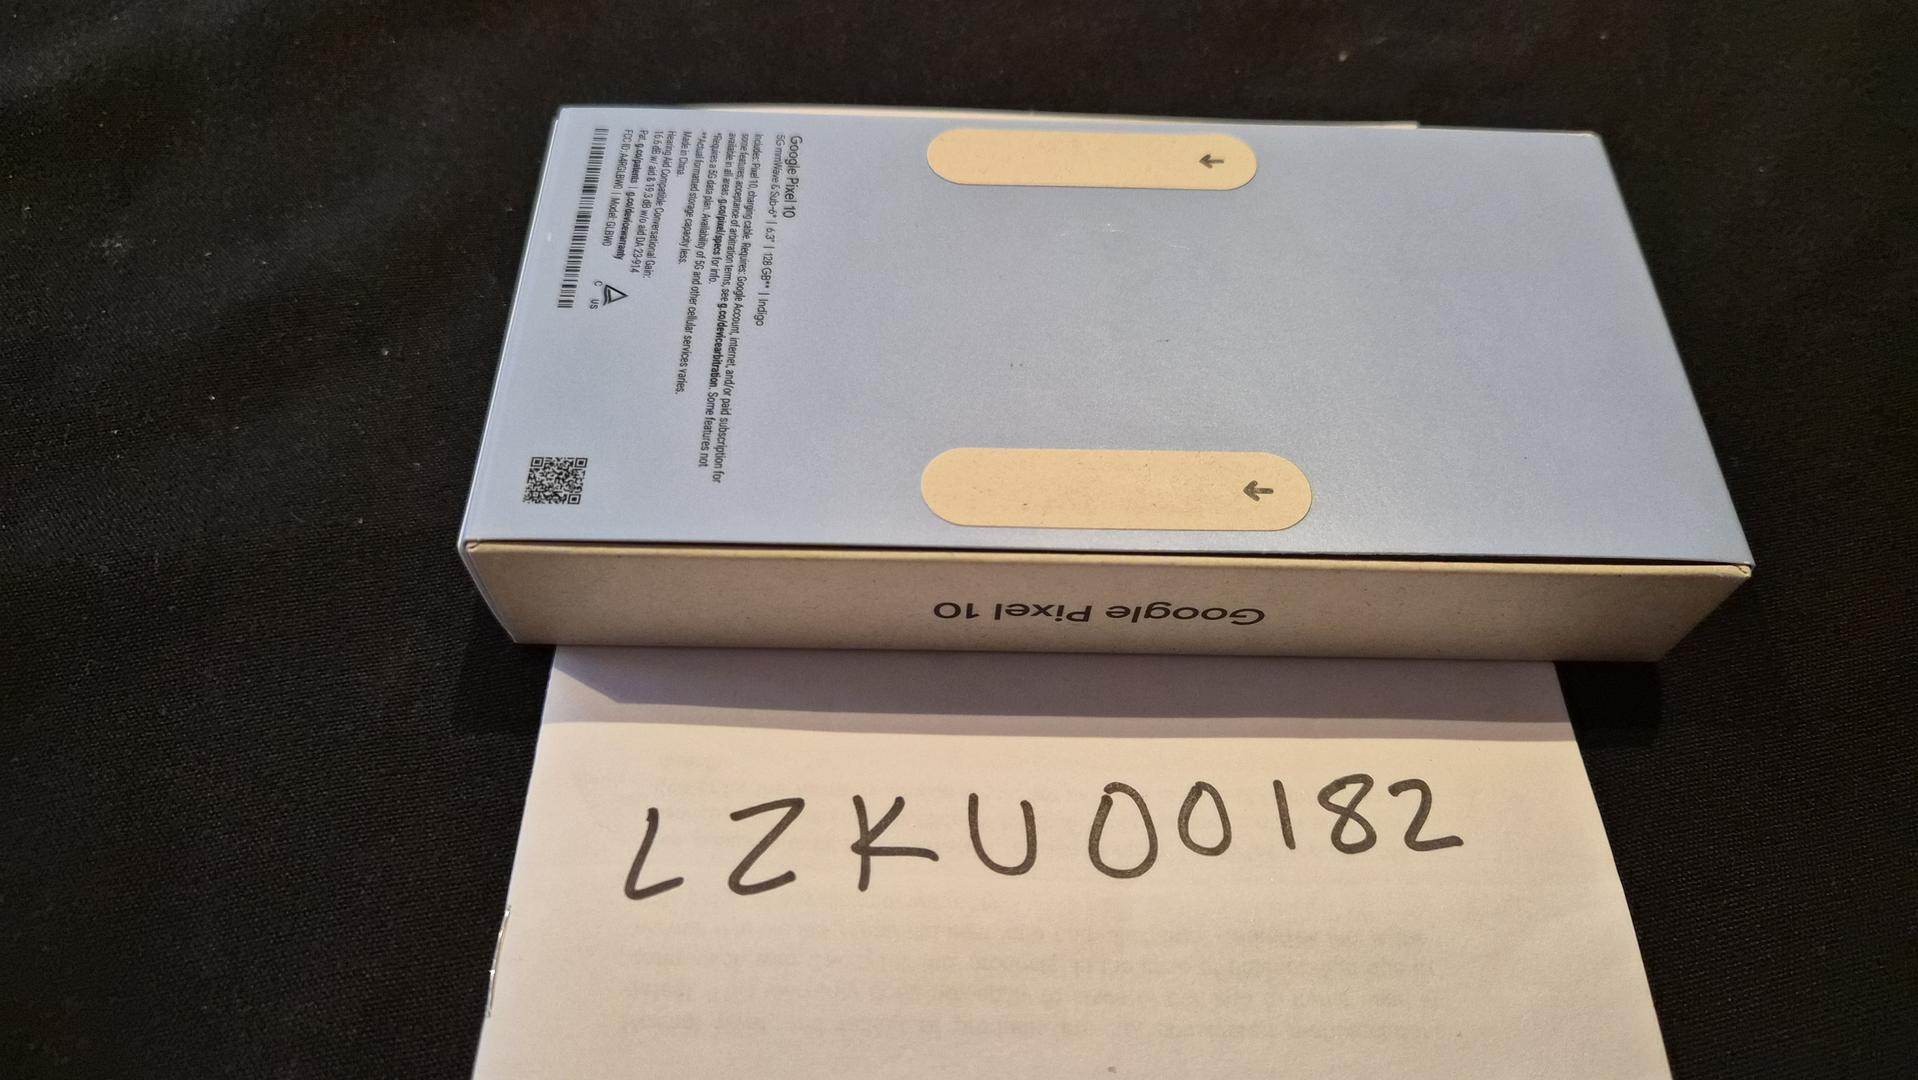 Google Pixel 10
5G mmWave & Sub-6* | 6.3" | 128 GB** | Indigo
Includes: Pixel 10, charging cable. Requires: Google Account, internet, and/or paid subscription for
some features; acceptance of arbitration terms, see g.co/devicearbitration. Some features not
available in all areas. g.co/pixel/specs for info.
*Requires a 5G data plan. Availability of 5G and other cellular services varies.
**Actual formatted storage capacity less.
Made in China.
Hearing Aid Compatible: Conversational Gain:
16.6 dB w/ aid & 19.3 dB w/o aid DA 23-914
Pat. g.co/patents | g.co/devicewarranty
FCC ID: A4RGLBW0 | Model: GLBW0
C US
Google Pixel 10
LZKU00182